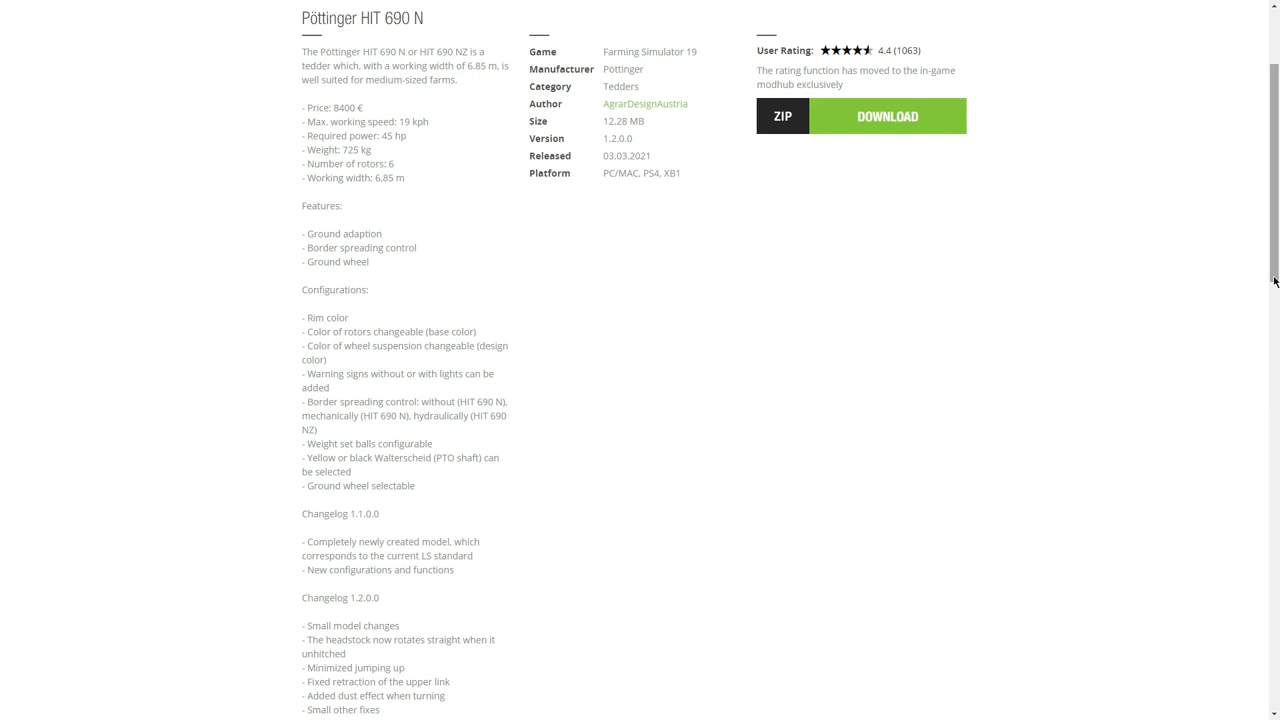 Pöttinger HIT 690 N
The Pöttinger HIT 690 N or HIT 690 NZ is a
tedder which, with a working width of 6.85 m, is
well suited for medium-sized farms.
- Price: 8400 €
- Max. working speed: 19 kph
- Required power: 45 hp
- Weight: 725 kg
- Number of rotors: 6
- Working width: 6,85 m
Features:
- Ground adaption
- Border spreading control
- Ground wheel
Configurations:
- Rim color
- Color of rotors changeable (base color)
- Color of wheel suspension changeable (design
color)
- Warning signs without or with lights can be
added
- Border spreading control: without (HIT 690 N),
mechanically (HIT 690 N), hydraulically (HIT 690
NZ)
- Weight set balls configurable
- Yellow or black Walterscheid (PTO shaft) can
be selected
- Ground wheel selectable
Changelog 1.1.0.0
- Completely newly created model, which
corresponds to the current LS standard
- New configurations and functions
Changelog 1.2.0.0
- Small model changes
- The headstock now rotates straight when it
unhitched
- Minimized jumping up
- Fixed retraction of the upper link
- Added dust effect when turning
- Small other fixes
Game Farming Simulator 19
Manufacturer Pöttinger
Category Tedders
Author AgrarDesignAustria
Size 12.28 MB
Version 1.2.0.0
Released 03.03.2021
Platform PC/MAC, PS4, XB1
User Rating: 4.4 (1063)
The rating function has moved to the in-game
modhub exclusively
ZIP DOWNLOAD